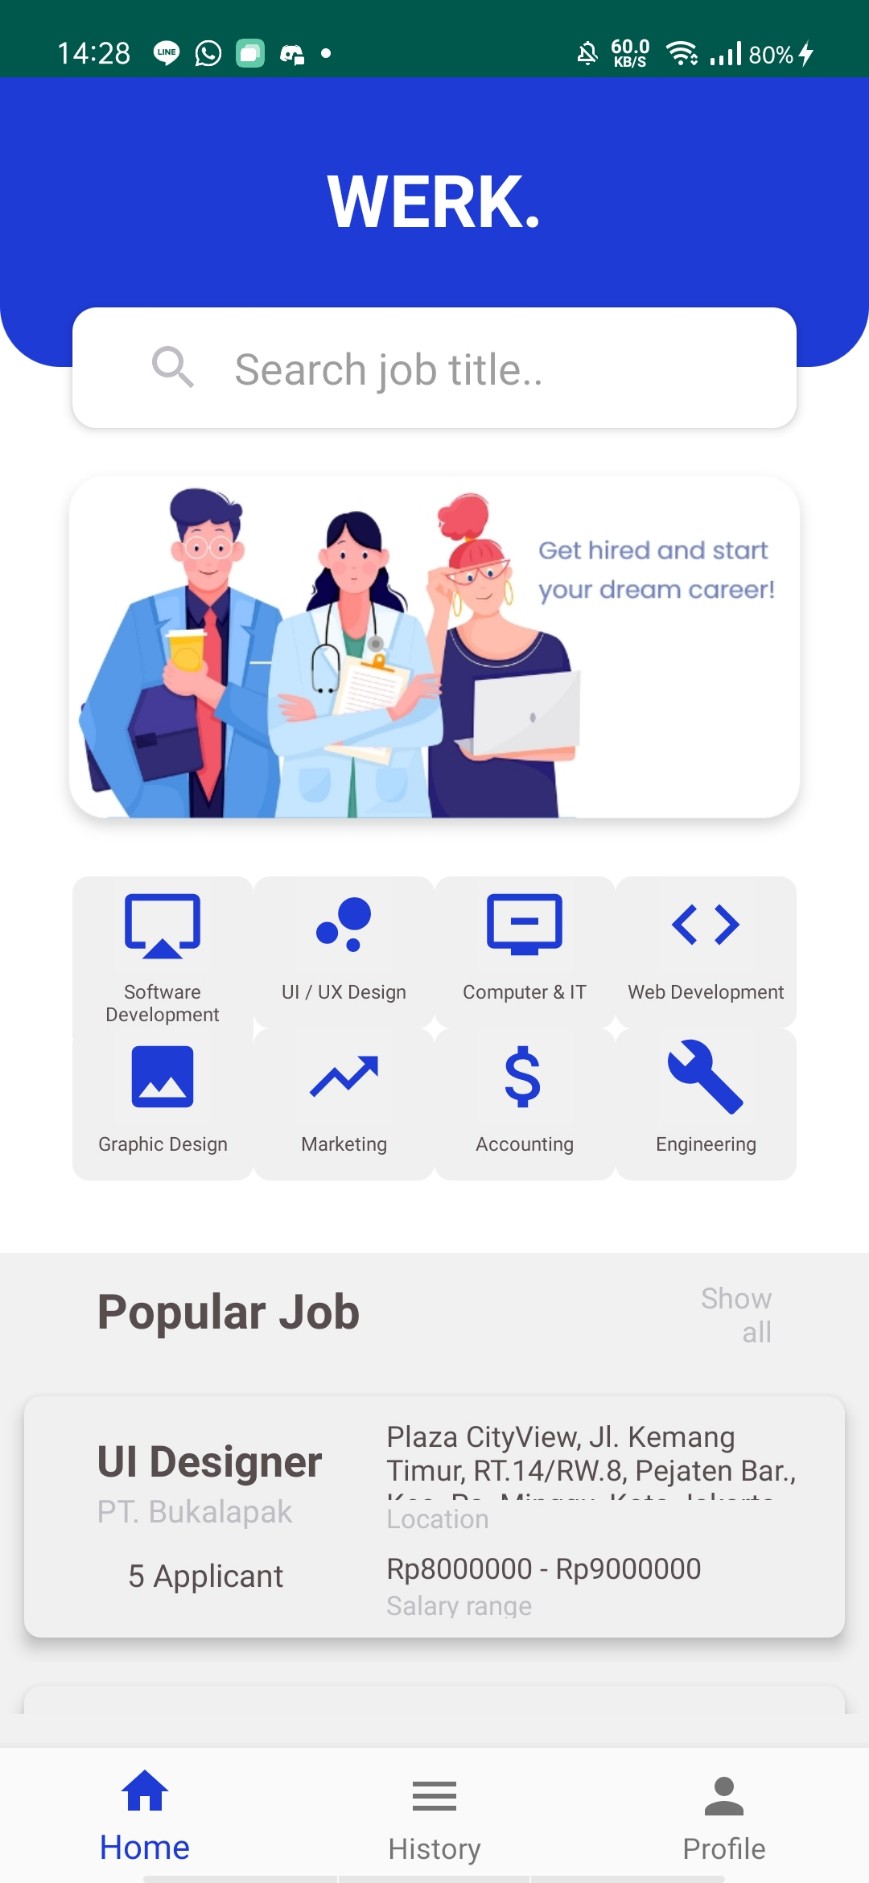 14:28 LINE 60.0 KB/S 80%
WERK.
Search job title..
Get hired and start
your dream career!
Software
Development
UI / UX Design
Computer & IT
Web Development
Graphic Design
Marketing
Accounting
Engineering
Popular Job
Show
all
UI Designer
PT. Bukalapak
5 Applicant
Plaza CityView, Jl. Kemang
Timur, RT.14/RW.8, Pejaten Bar.,
Location
Rp8000000 - Rp9000000
Salary range
Home
History
Profile